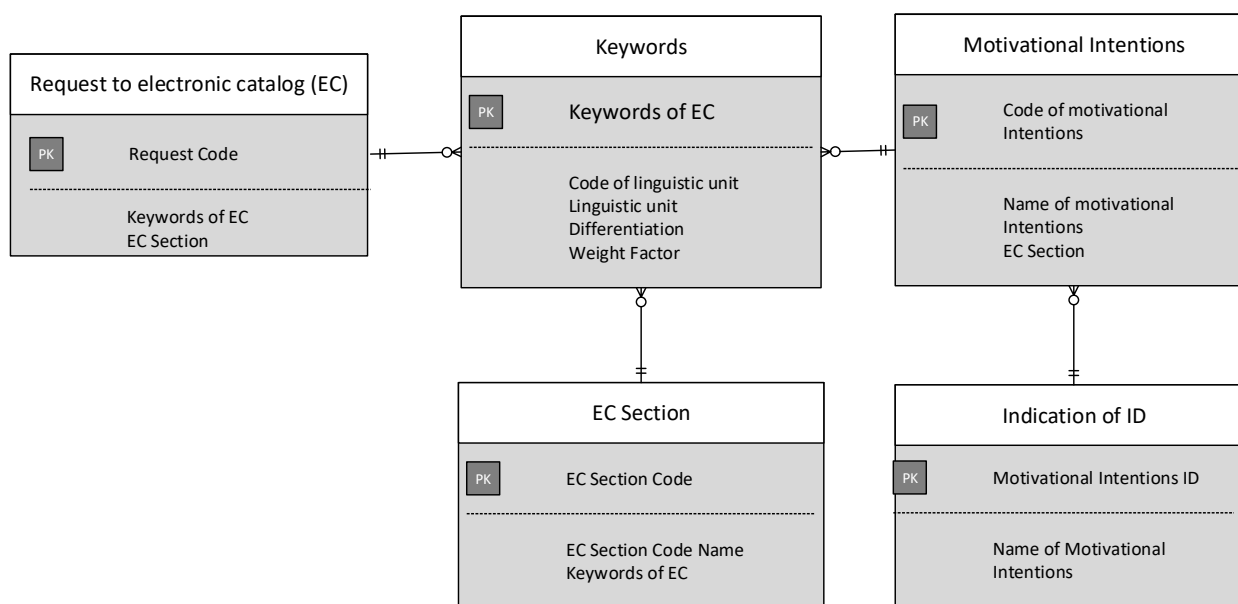 Request to electronic catalog (EC)
PK
Request Code
Keywords of EC
EC Section
Keywords
PK
Keywords of EC
Code of linguistic unit
Linguistic unit
Differentiation
Weight Factor
Motivational Intentions
PK
Code of motivational
Intentions
Name of motivational
Intentions
EC Section
EC Section
PK
EC Section Code
EC Section Code Name
Keywords of EC
Indication of ID
PK
Motivational Intentions ID
Name of Motivational
Intentions